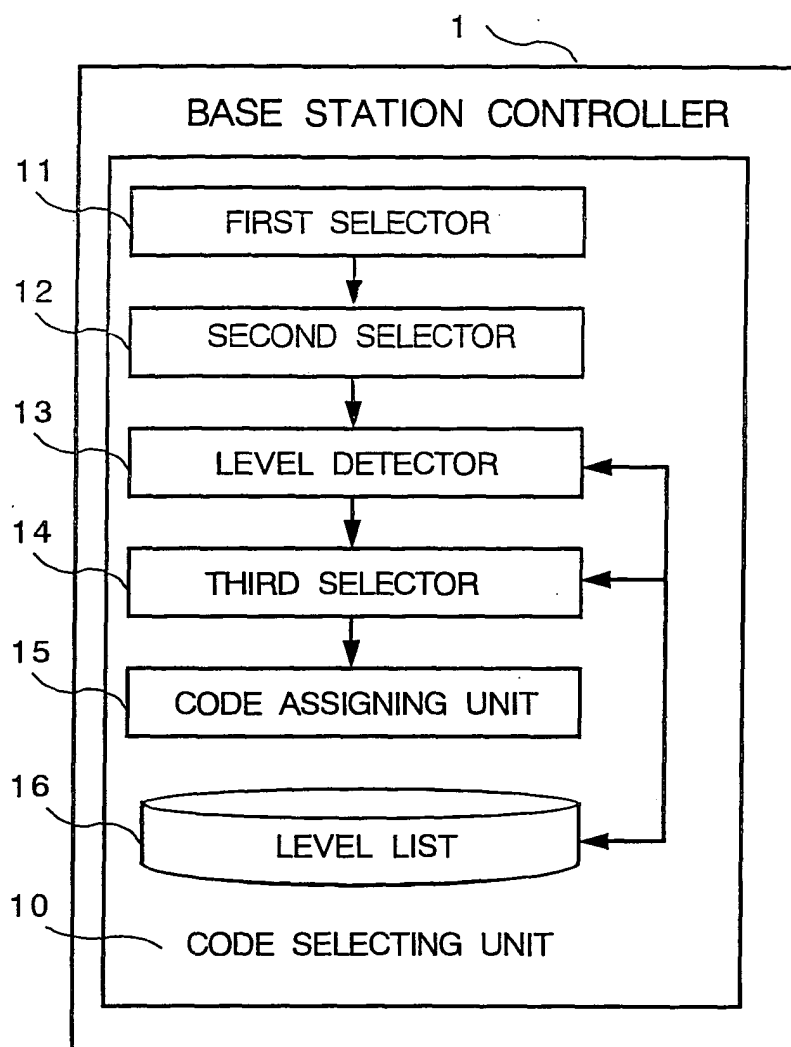 1
BASE STATION CONTROLLER
11
FIRST SELECTOR
12
SECOND SELECTOR
13
LEVEL DETECTOR
14
THIRD SELECTOR
15
CODE ASSIGNING UNIT
16
LEVEL LIST
10
CODE SELECTING UNIT